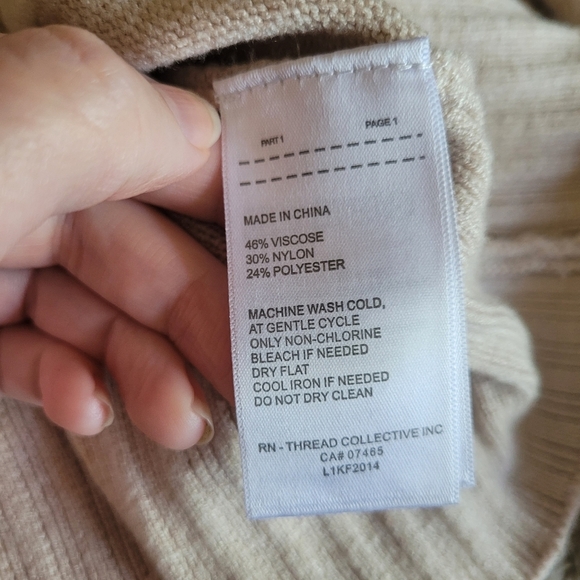 PART 1 PAGE 1
MADE IN CHINA
46% VISCOSE
30% NYLON
24% POLYESTER
MACHINE WASH COLD,
AT GENTLE CYCLE
ONLY NON-CHLORINE
BLEACH IF NEEDED
DRY FLAT
COOL IRON IF NEEDED
DO NOT DRY CLEAN
RN - THREAD COLLECTIVE INC
CA# 07465
L1KF2014